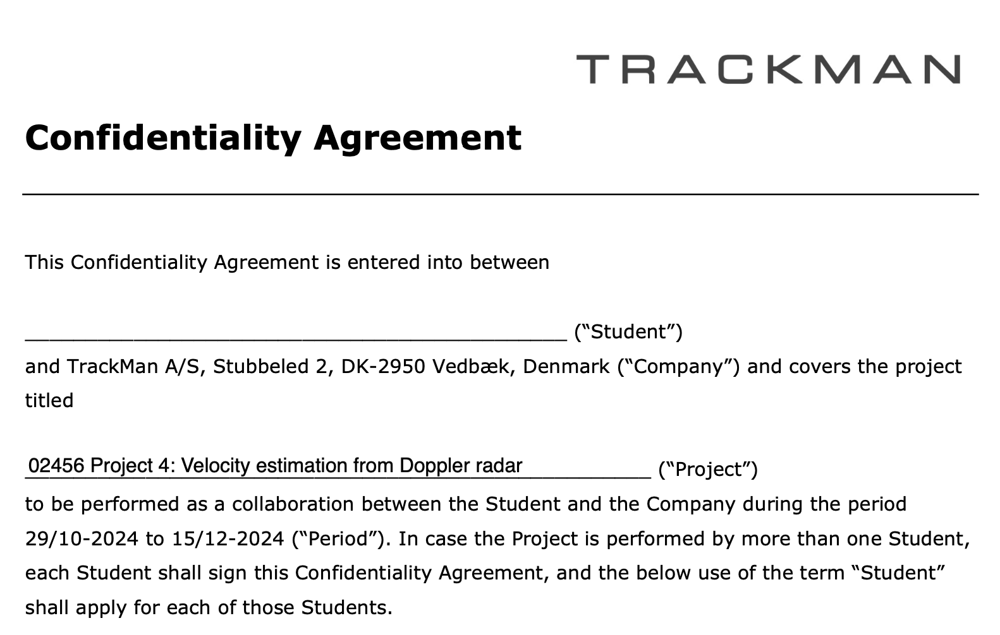 TRACKMAN
Confidentiality Agreement
This Confidentiality Agreement is entered into between
_____________________________________________ (“Student”)
and TrackMan A/S, Stubbeled 2, DK-2950 Vedbæk, Denmark (“Company”) and covers the project
titled
02456 Project 4: Velocity estimation from Doppler radar (“Project”)
to be performed as a collaboration between the Student and the Company during the period
29/10-2024 to 15/12-2024 (“Period”). In case the Project is performed by more than one Student,
each Student shall sign this Confidentiality Agreement, and the below use of the term “Student”
shall apply for each of those Students.